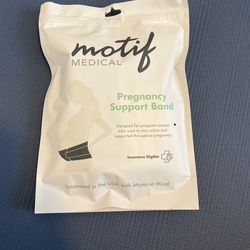 motif
MEDICAL
Pregnancy
Support Band
Designed for pregnant women
who want to stay active and
supported throughout pregnancy
Insurance Eligible
Innovated in the USA with Moms in Mind